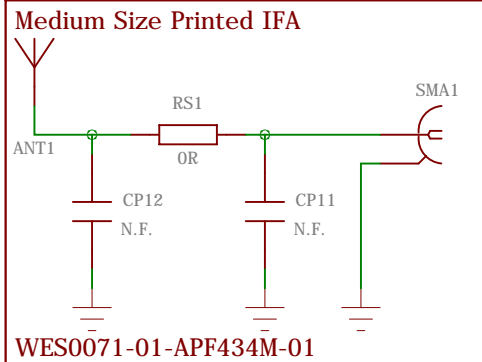 Medium Size Printed IFA
SMA1
RS1
ANT1
0R
CP12
CP11
N.F.
N.F.
WES0071-01-APF434M-01